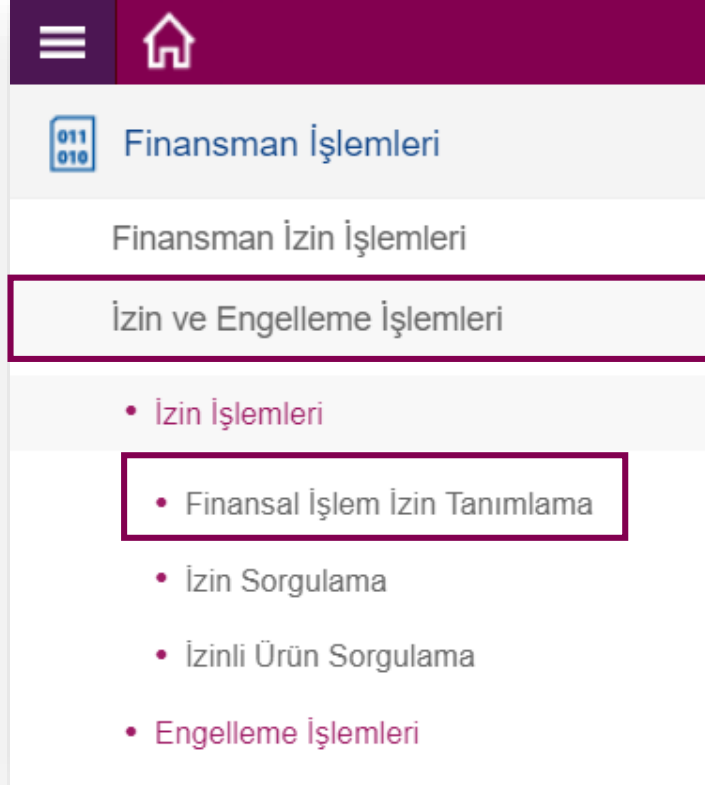 011
010
Finansman İşlemleri
Finansman İzin İşlemleri
İzin ve Engelleme İşlemleri
İzin İşlemleri
Finansal İşlem İzin Tanımlama
İzin Sorgulama
İzinli Ürün Sorgulama
Engelleme İşlemleri